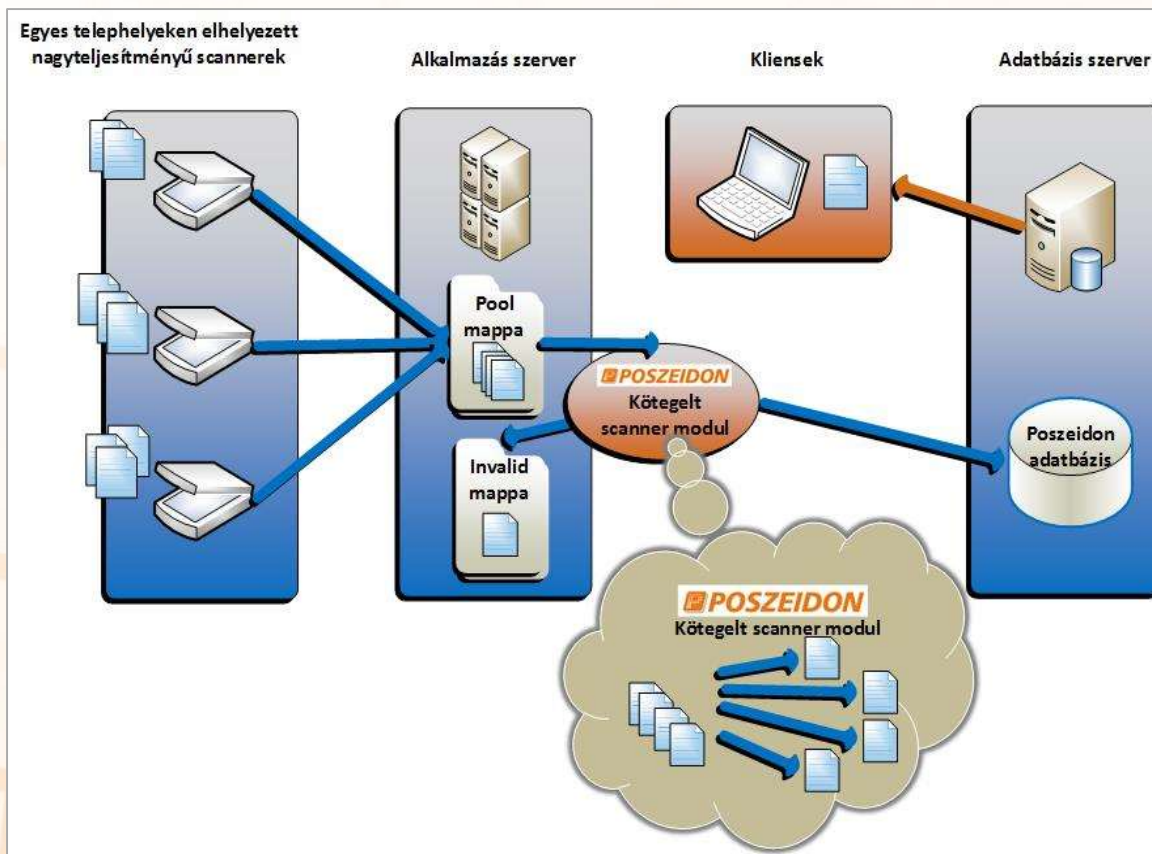 Egyes telephelyeken elhelyezett
nagyteljesítményű scannerek
Alkalmazás szerver
Kliensek
Adatbázis szerver
Pool
mappa
POSZEIDON
Kötegelt
scanner modul
Invalid
mappa
Poszeidon
adatbázis
POSZEIDON
Kötegelt scanner modul